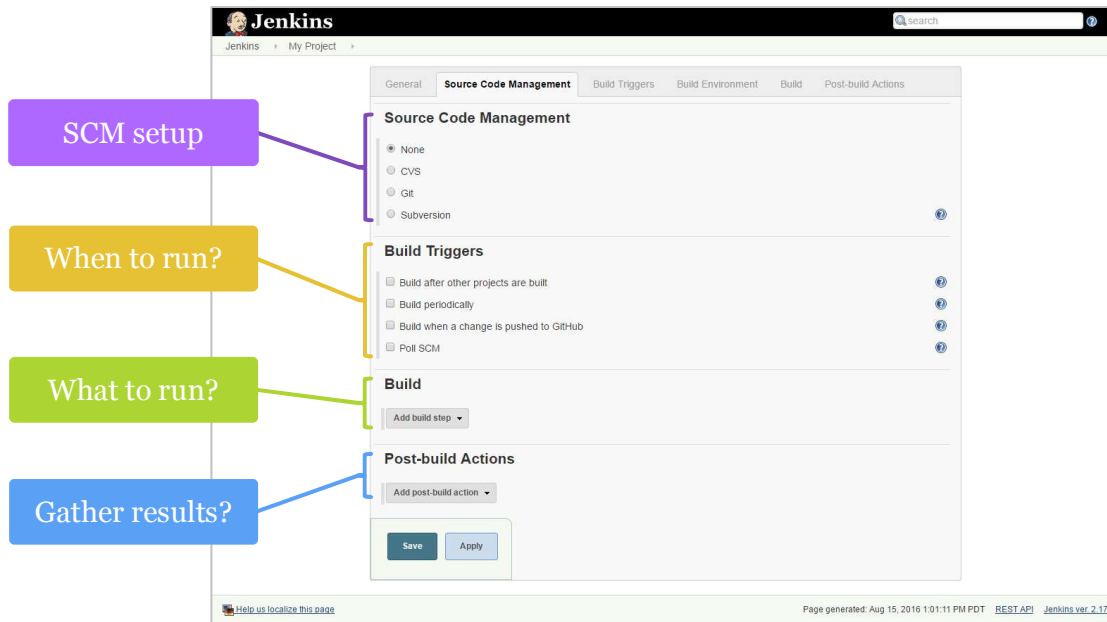 Jenkins
search
Jenkins
My Project
General Source Code Management Build Triggers Build Environment Build Post-build Actions
SCM setup
Source Code Management
None
CVS
Git
Subversion
When to run?
Build Triggers
Build after other projects are built
Build periodically
Build when a change is pushed to GitHub
Poll SCM
What to run?
Build
Add build step
Gather results?
Post-build Actions
Add post-build action
Save Apply
Help us localize this page
Page generated: Aug 15, 2016 1:01:11 PM PDT REST API Jenkins ver. 2.17